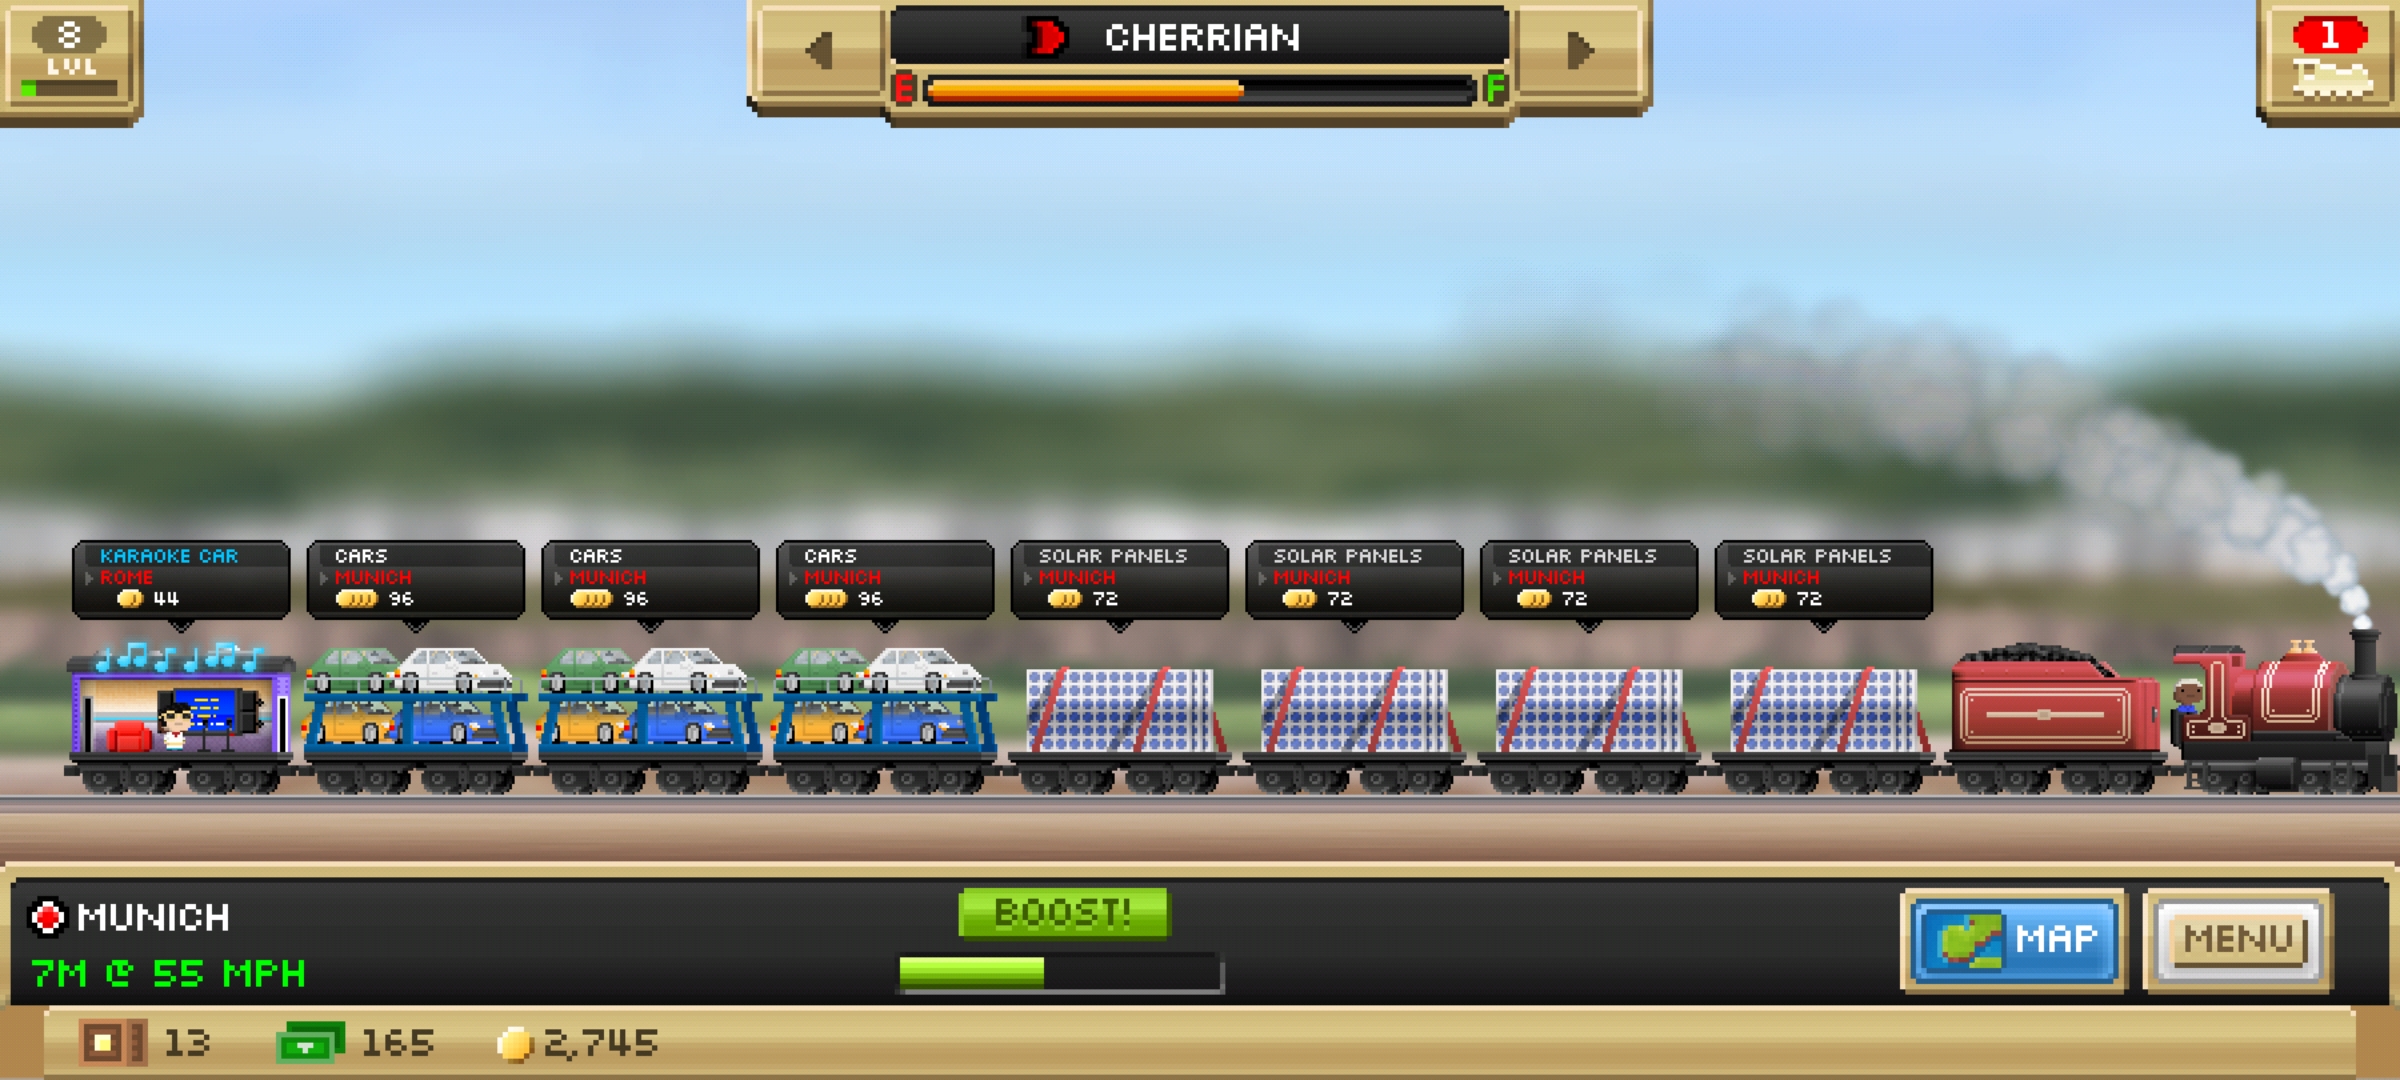 8
LVL
CHERRIAN
E F
1
KARAOKE CAR
ROME
44
CARS
MUNICH
96
CARS
MUNICH
96
CARS
MUNICH
96
SOLAR PANELS
MUNICH
72
SOLAR PANELS
MUNICH
72
SOLAR PANELS
MUNICH
72
SOLAR PANELS
MUNICH
72
MUNICH
7M @ 55 MPH
BOOST!
MAP
MENU
13
165
2,745